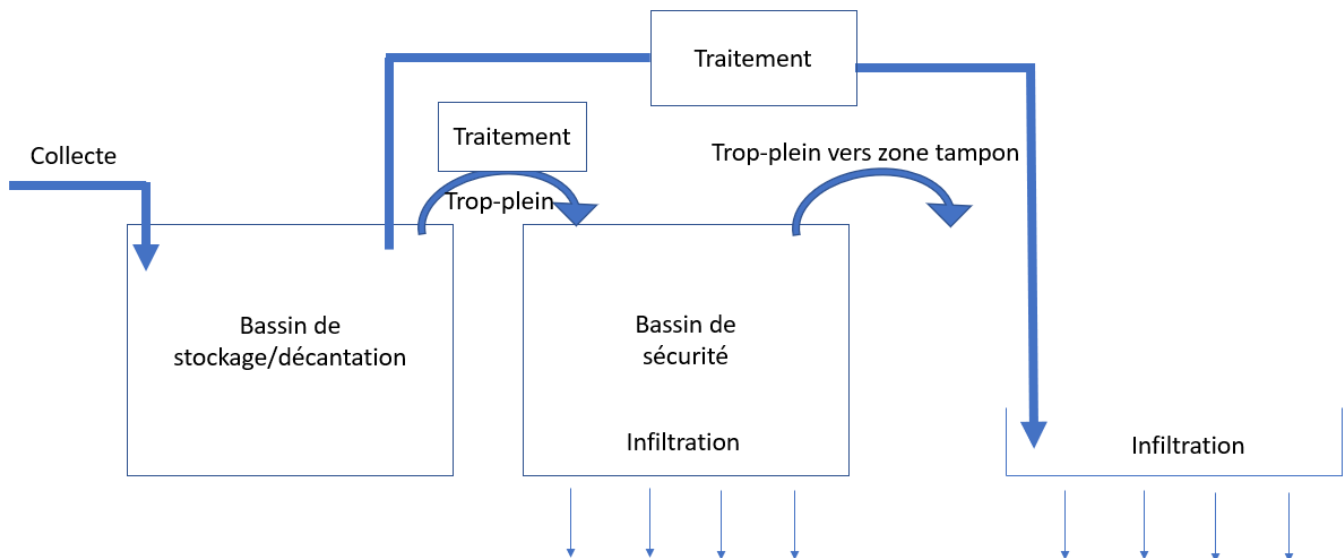 Traitement
Traitement
Collecte
Trop-plein vers zone tampon
Trop-plein
Bassin de
stockage/décantation
Bassin de
sécurité
Infiltration
Infiltration